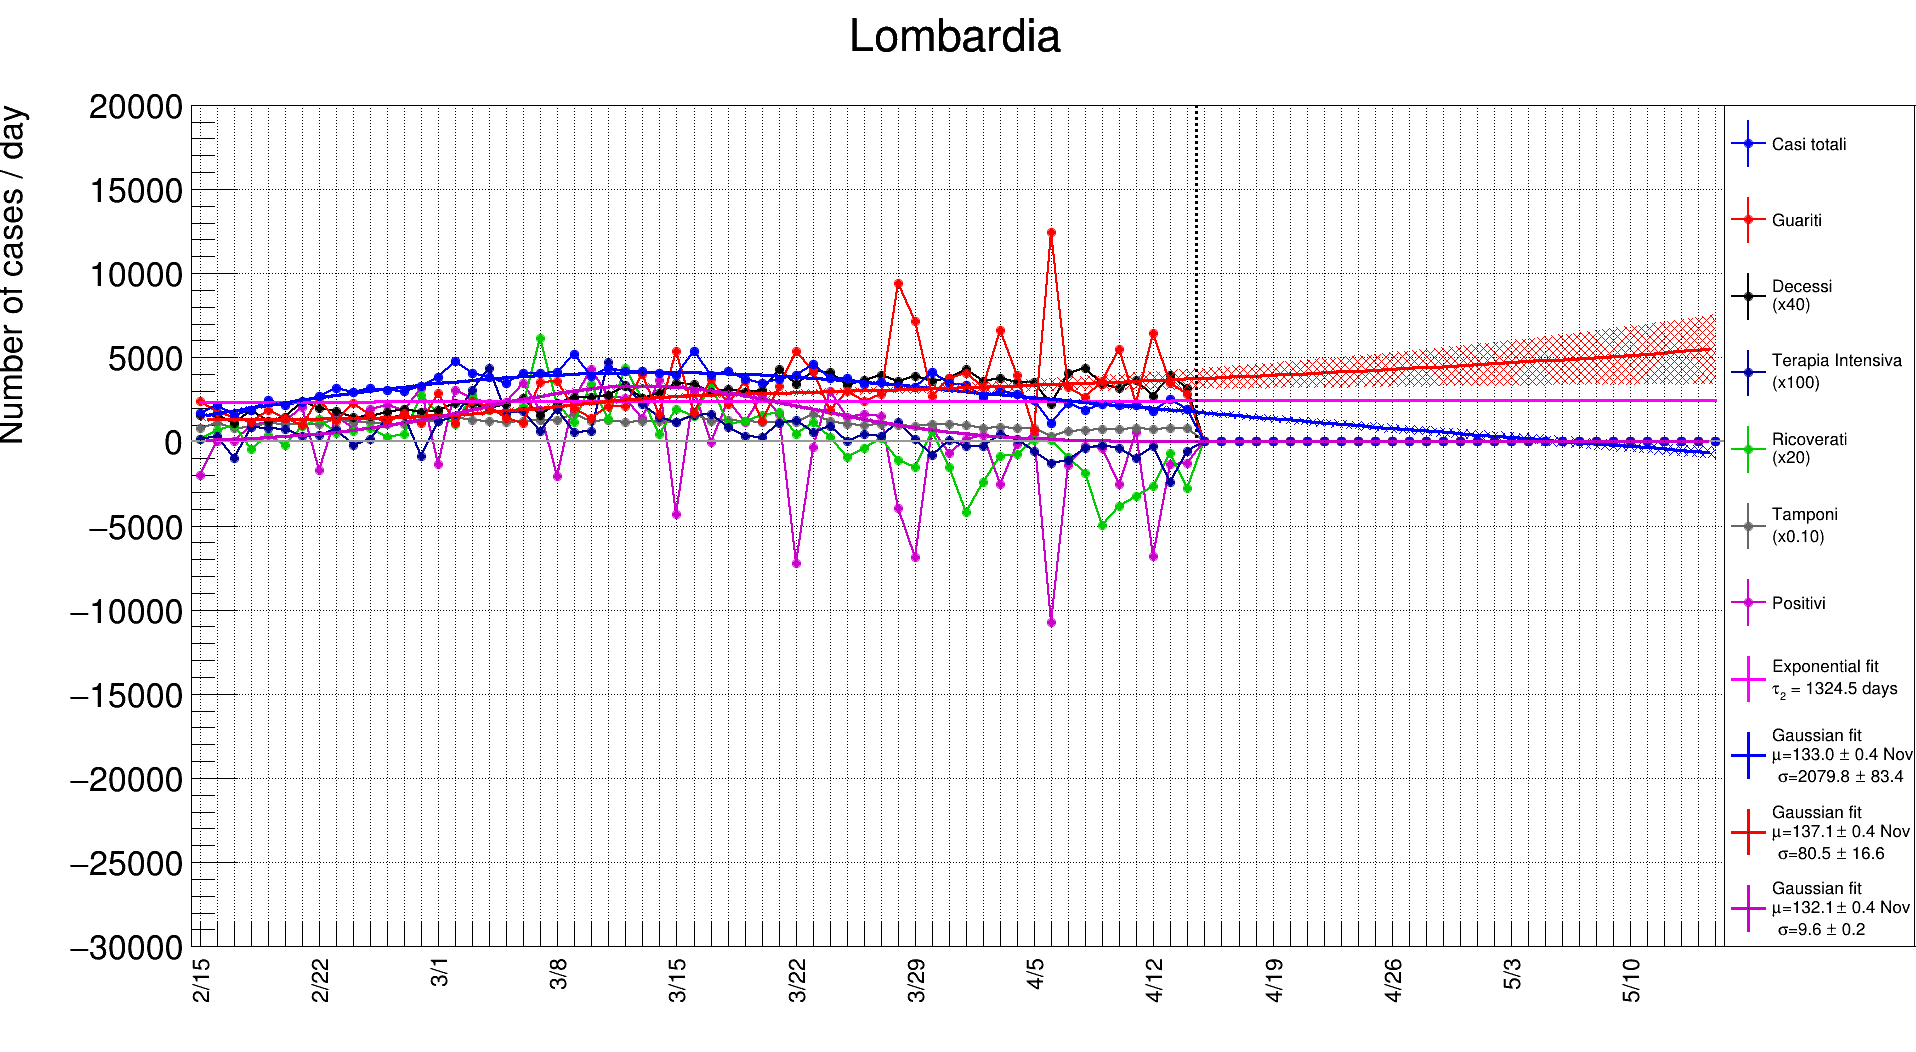 Lombardia
Number of cases / day
20000
15000
10000
5000
0
−5000
−10000
−15000
−20000
−25000
−30000
2/15
2/22
3/1
3/8
3/15
3/22
3/29
4/5
4/12
4/19
4/26
5/3
5/10
Casi totali
Guariti
Decessi
(x40)
Terapia Intensiva
(x100)
Ricoverati
(x20)
Tamponi
(x0.10)
Positivi
Exponential fit
τ2 = 1324.5 days
Gaussian fit
μ=133.0 ± 0.4 Nov
σ=2079.8 ± 83.4
Gaussian fit
μ=137.1 ± 0.4 Nov
σ=80.5 ± 16.6
Gaussian fit
μ=132.1 ± 0.4 Nov
σ=9.6 ± 0.2